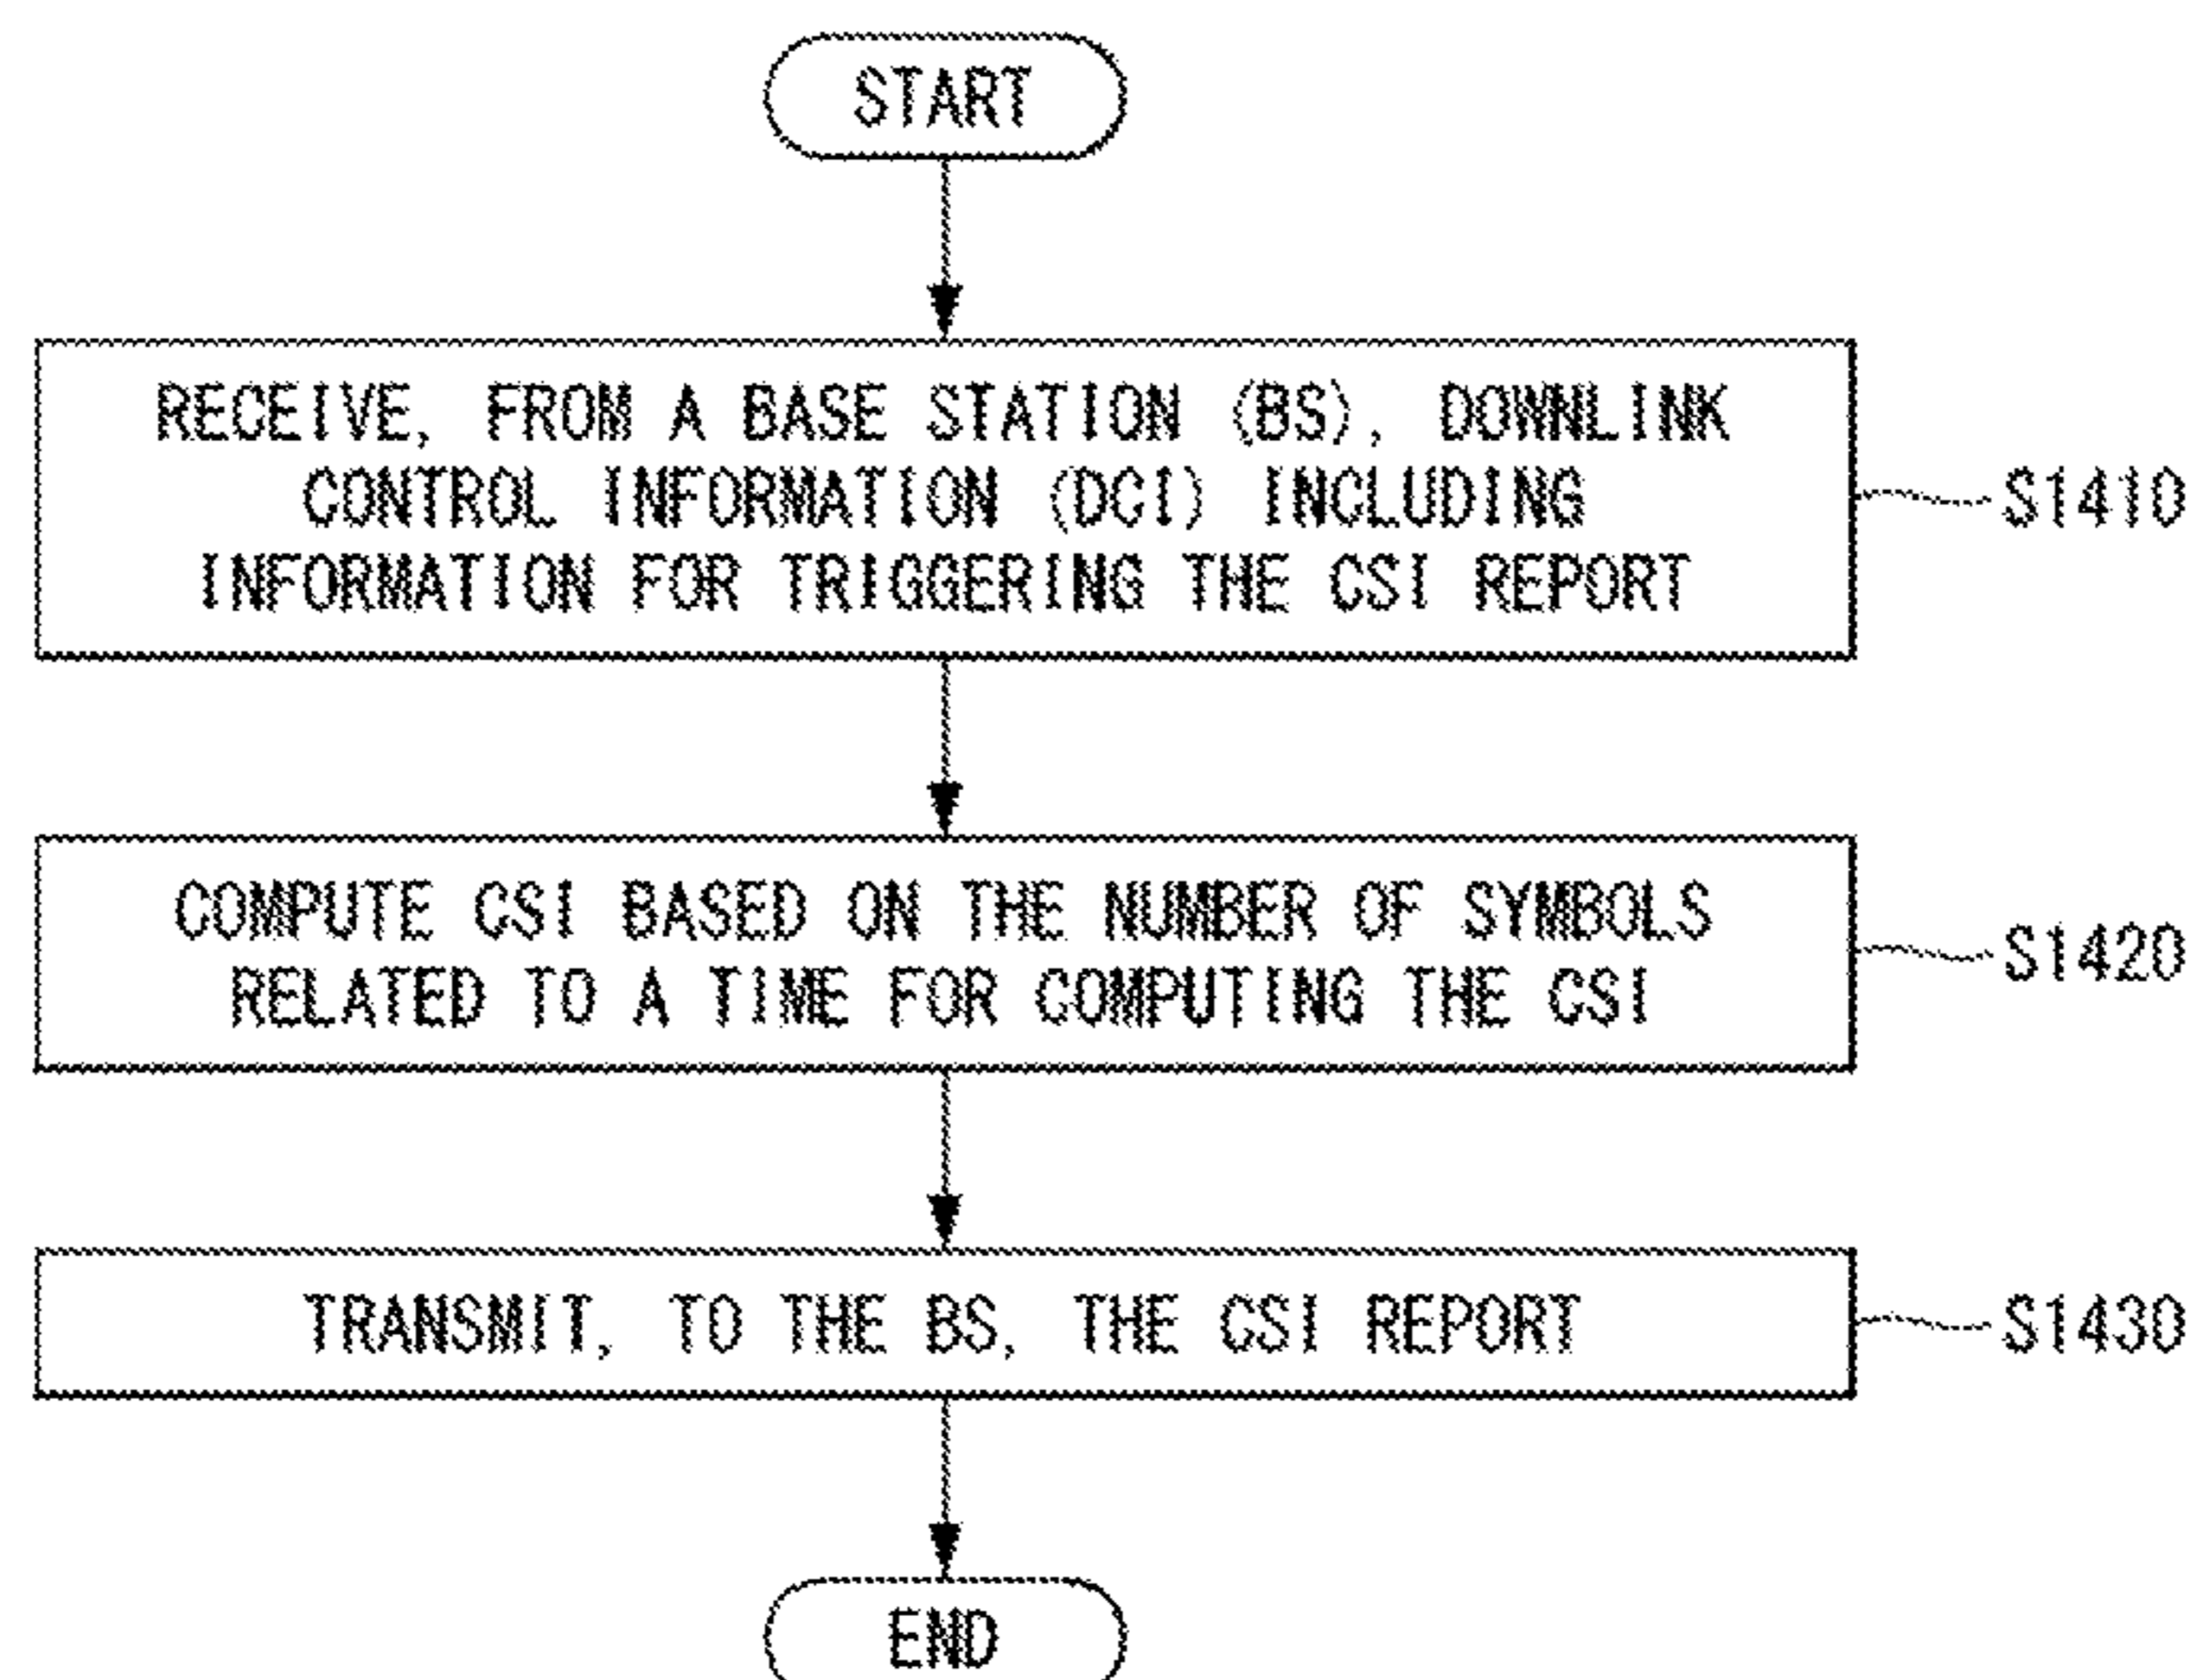 START
RECEIVE, FROM A BASE STATION (BS), DOWNLINK
CONTROL INFORMATION (DCI) INCLUDING
INFORMATION FOR TRIGGERING THE CSI REPORT
S1410
COMPUTE CSI BASED ON THE NUMBER OF SYMBOLS
RELATED TO A TIME FOR COMPUTING THE CSI
S1420
TRANSMIT, TO THE BS, THE CSI REPORT
S1430
END